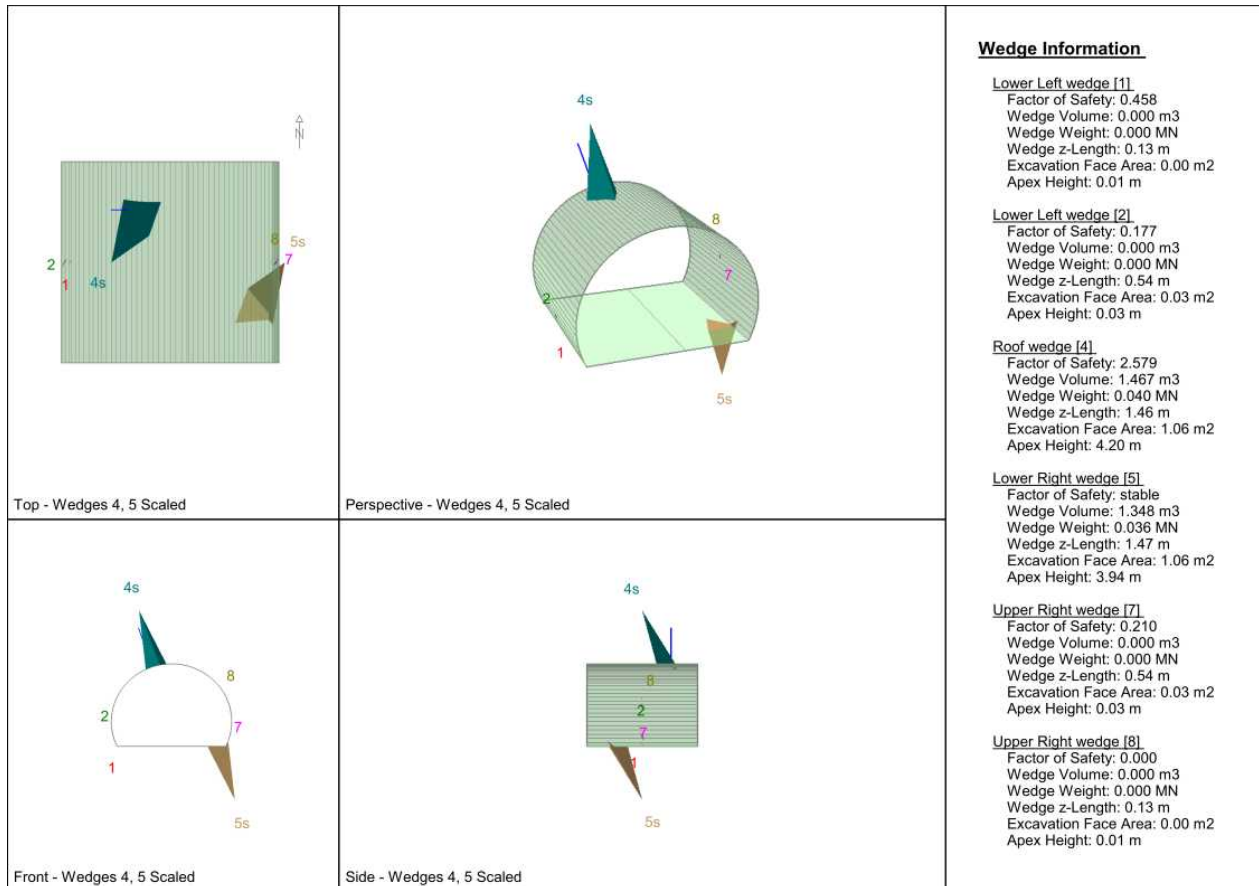 N
2
1
4s
8
5s
7
Top - Wedges 4, 5 Scaled
4s
8
7
2
1
5s
Perspective - Wedges 4, 5 Scaled
4s
8
2
7
1
5s
Front - Wedges 4, 5 Scaled
4s
8
2
7
1
5s
Side - Wedges 4, 5 Scaled
Wedge Information
Lower Left wedge [1]
Factor of Safety: 0.458
Wedge Volume: 0.000 m3
Wedge Weight: 0.000 MN
Wedge z-Length: 0.13 m
Excavation Face Area: 0.00 m2
Apex Height: 0.01 m
Lower Left wedge [2]
Factor of Safety: 0.177
Wedge Volume: 0.000 m3
Wedge Weight: 0.000 MN
Wedge z-Length: 0.54 m
Excavation Face Area: 0.03 m2
Apex Height: 0.03 m
Roof wedge [4]
Factor of Safety: 2.579
Wedge Volume: 1.467 m3
Wedge Weight: 0.040 MN
Wedge z-Length: 1.46 m
Excavation Face Area: 1.06 m2
Apex Height: 4.20 m
Lower Right wedge [5]
Factor of Safety: stable
Wedge Volume: 1.348 m3
Wedge Weight: 0.036 MN
Wedge z-Length: 1.47 m
Excavation Face Area: 1.06 m2
Apex Height: 3.94 m
Upper Right wedge [7]
Factor of Safety: 0.210
Wedge Volume: 0.000 m3
Wedge Weight: 0.000 MN
Wedge z-Length: 0.54 m
Excavation Face Area: 0.03 m2
Apex Height: 0.03 m
Upper Right wedge [8]
Factor of Safety: 0.000
Wedge Volume: 0.000 m3
Wedge Weight: 0.000 MN
Wedge z-Length: 0.13 m
Excavation Face Area: 0.00 m2
Apex Height: 0.01 m